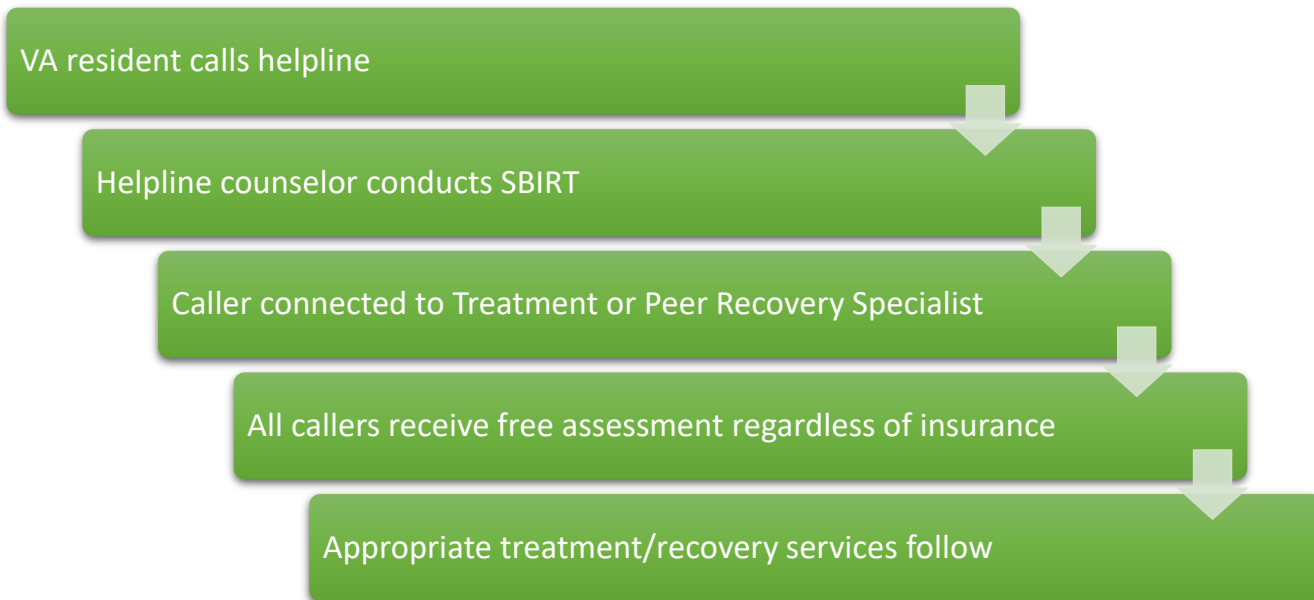 VA resident calls helpline
Helpline counselor conducts SBIRT
Caller connected to Treatment or Peer Recovery Specialist
All callers receive free assessment regardless of insurance
Appropriate treatment/recovery services follow